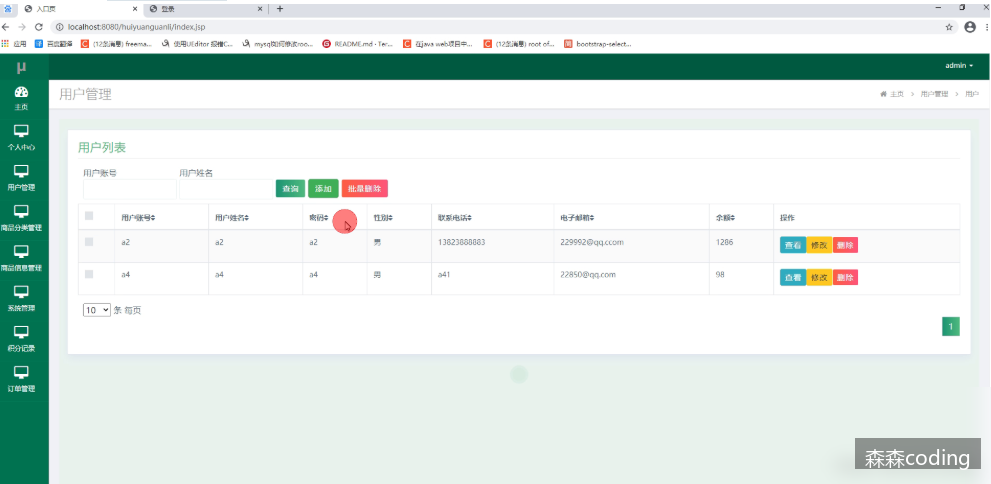 入口页
登录
localhost:8080/huiyuanguanli/index.jsp
应用 百度翻译 (12条消息) freema... 使用UEditor 报错C... mysql如何修改roo... README.md · Ter... 在java web项目中... (12条消息) root of... bootstrap-select...
μ
admin
主页
个人中心
用户管理
商品分类管理
商品信息管理
系统管理
积分记录
订单管理
用户管理
主页 > 用户管理 > 用户
用户列表
用户账号 用户姓名
查询 添加 批量删除
用户账号 用户姓名 密码 性别 联系电话 电子邮箱 余额 操作
a2 a2 a2 男 13823888883 229992@qq.ccom 1286 查看 修改 删除
a4 a4 a4 男 a41 22850@qq.com 98 查看 修改 删除
10 条 每页
1
森森coding